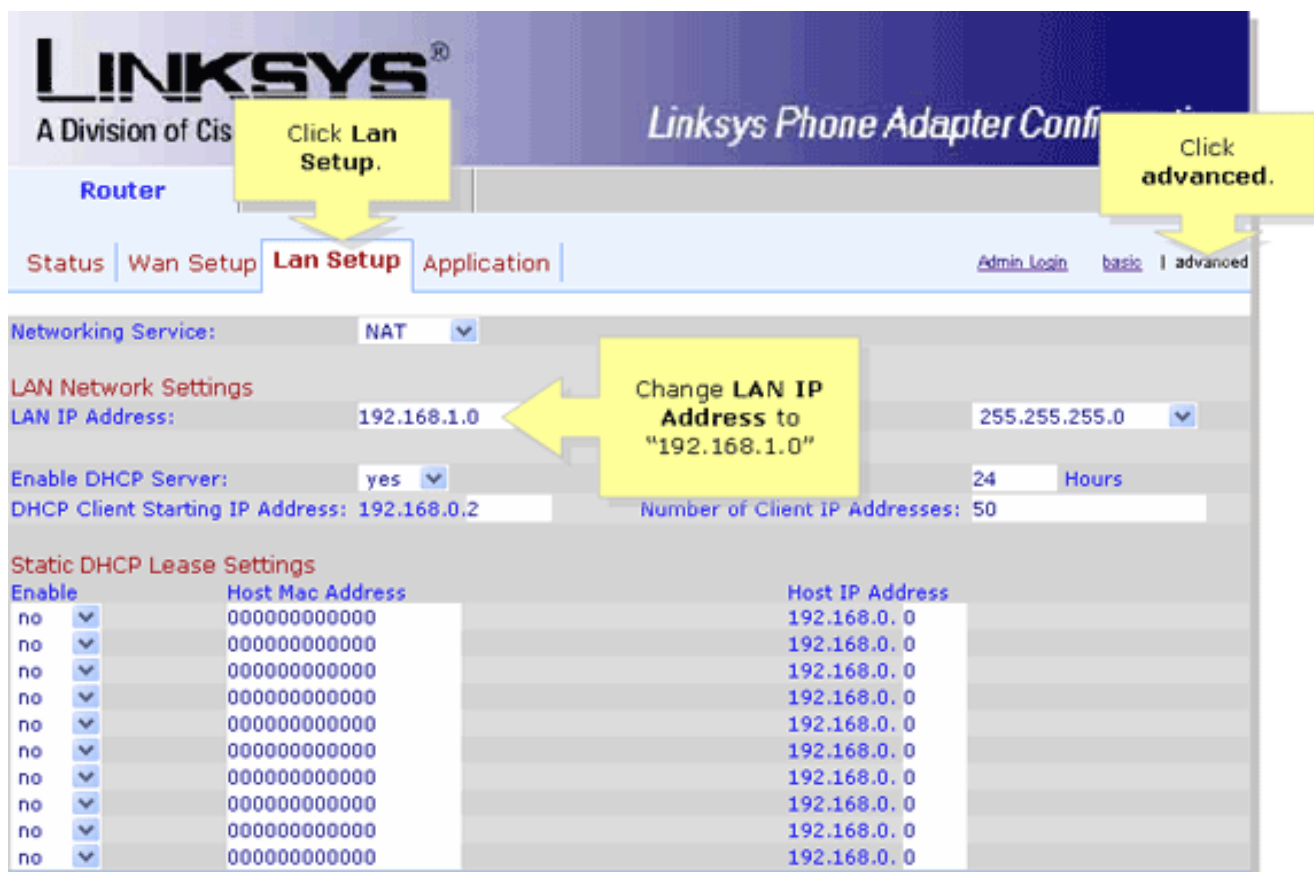 LINKSYS®
A Division of Cis
Linksys Phone Adapter Conf
Click Lan
Setup.
Click
advanced.
Router
Status Wan Setup Lan Setup Application
Admin Login basic | advanced
Networking Service: NAT
LAN Network Settings
LAN IP Address: 192.168.1.0 255.255.255.0
Change LAN IP
Address to
“192.168.1.0”
Enable DHCP Server: yes 24 Hours
DHCP Client Starting IP Address: 192.168.0.2 Number of Client IP Addresses: 50
Static DHCP Lease Settings
Enable Host Mac Address Host IP Address
no 000000000000 192.168.0. 0
no 000000000000 192.168.0. 0
no 000000000000 192.168.0. 0
no 000000000000 192.168.0. 0
no 000000000000 192.168.0. 0
no 000000000000 192.168.0. 0
no 000000000000 192.168.0. 0
no 000000000000 192.168.0. 0
no 000000000000 192.168.0. 0
no 000000000000 192.168.0. 0